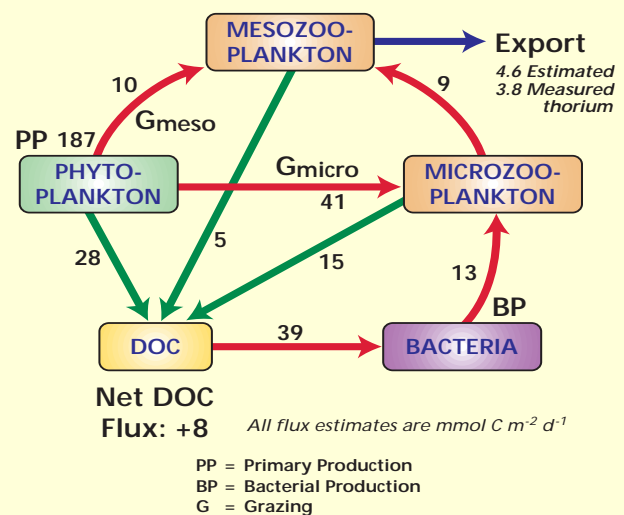 MESOZOO-
PLANKTON
Export
4.6 Estimated
3.8 Measured
thorium
10
9
Gmeso
PP 187
PHYTO-
PLANKTON
Gmicro
41
MICROZOO-
PLANKTON
28
5
15
13
BP
DOC
39
BACTERIA
Net DOC
Flux: +8
All flux estimates are mmol C m⁻² d⁻¹
PP = Primary Production
BP = Bacterial Production
G = Grazing